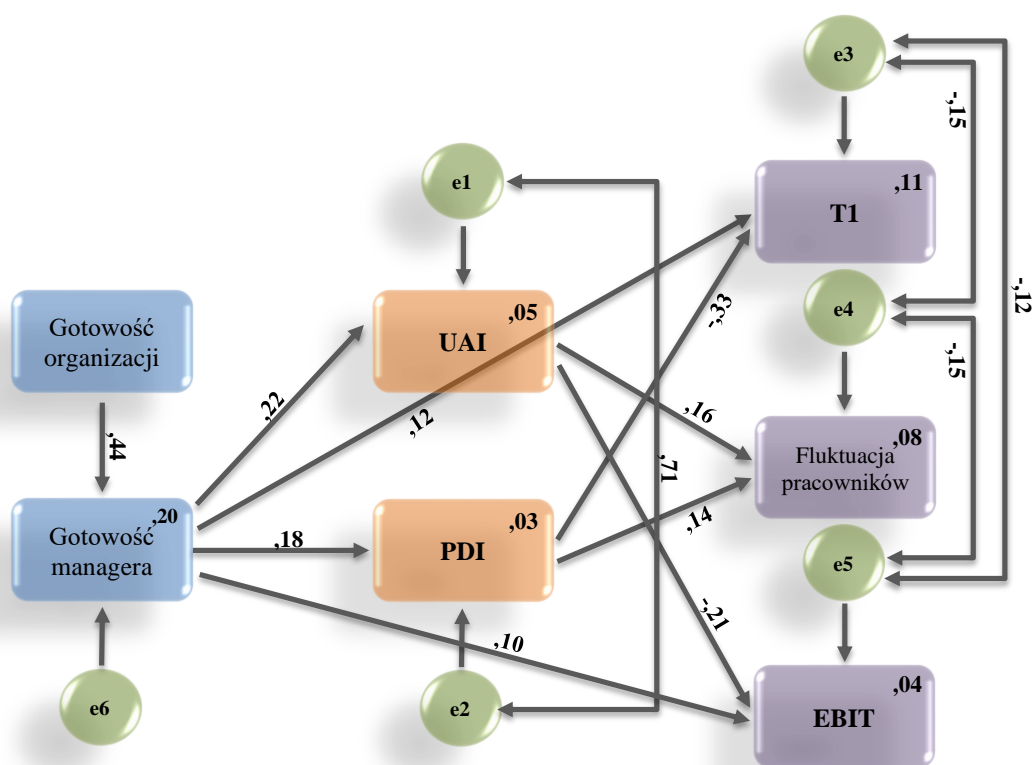 e3
-,15
-,12
,11
T1
e1
e4
Gotowość
organizacji
,05
UAI
-,33
,22
,12
,16
-,15
,44
,71
,08
Fluktuacja
pracowników
,20
Gotowość
managera
,18
,03
PDI
,14
e5
-,21
,10
e6
e2
,04
EBIT